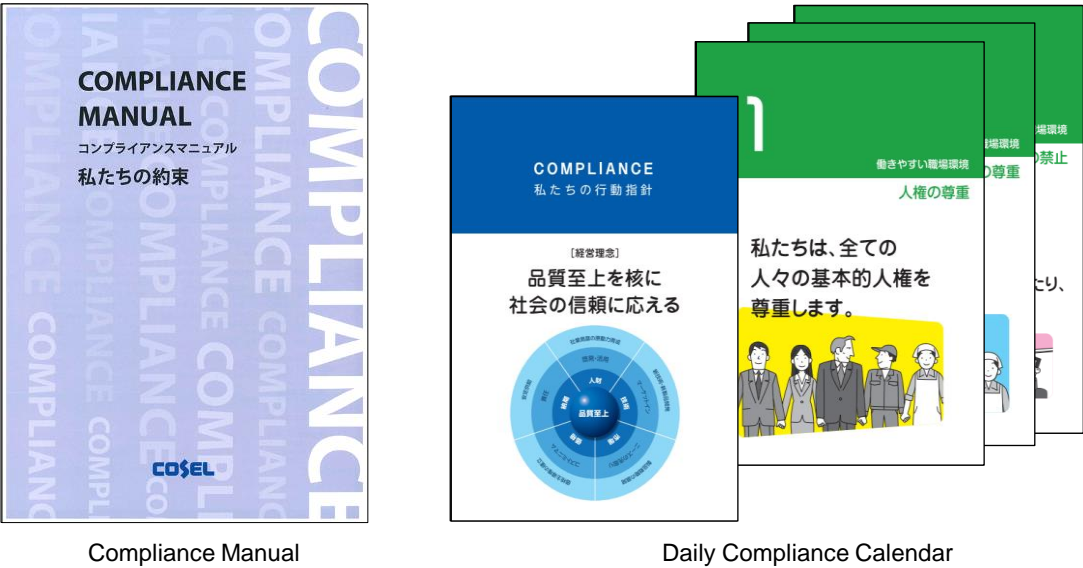 COMPLIANCE
MANUAL
コンプライアンスマニュアル
私たちの約束
COSEL
COMPLIANCE
Compliance Manual
COMPLIANCE
私たちの行動指針
[経営理念]
品質至上を核に
社会の信頼に応える
人財
技術
品質至上
1
働きやすい職場環境
人権の尊重
私たちは、全ての
人々の基本的人権を
尊重します。
職場環境
の尊重
職場環境
の禁止
たり、
Daily Compliance Calendar